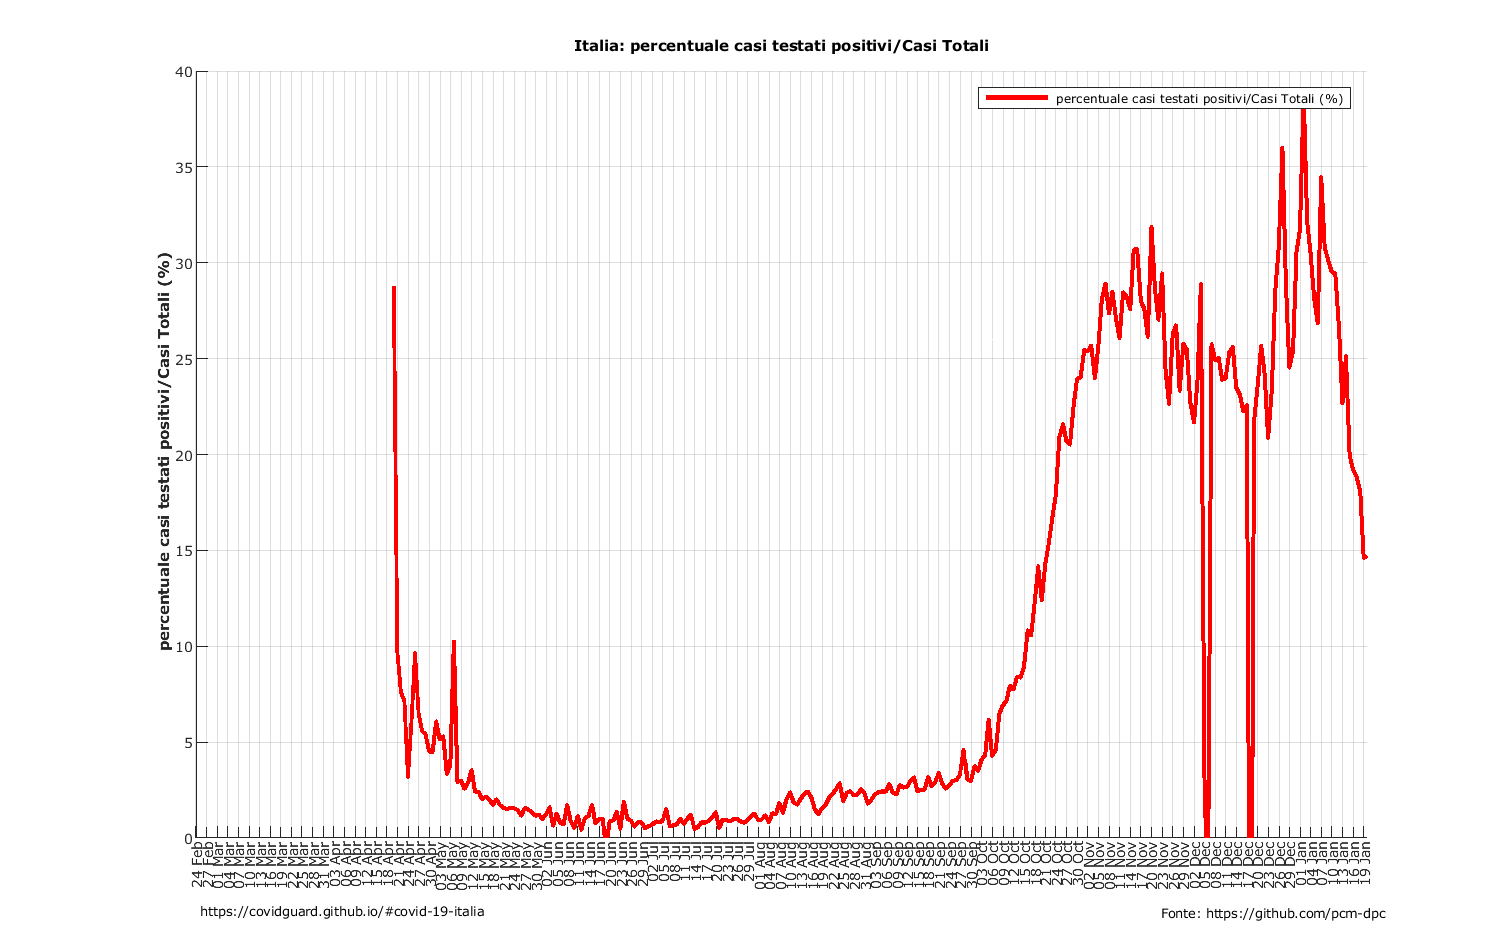 Italia: percentuale casi testati positivi/Casi Totali
percentuale casi testati positivi/Casi Totali (%)
percentuale casi testati positivi/Casi Totali (%)
40
35
30
25
20
15
10
5
0
24 Feb
27 Feb
01 Mar
04 Mar
07 Mar
10 Mar
13 Mar
16 Mar
19 Mar
22 Mar
25 Mar
28 Mar
31 Mar
03 Apr
06 Apr
09 Apr
12 Apr
15 Apr
18 Apr
21 Apr
24 Apr
27 Apr
30 Apr
03 May
06 May
09 May
12 May
15 May
18 May
21 May
24 May
27 May
30 May
02 Jun
05 Jun
08 Jun
11 Jun
14 Jun
17 Jun
20 Jun
23 Jun
26 Jun
29 Jun
02 Jul
05 Jul
08 Jul
11 Jul
14 Jul
17 Jul
20 Jul
23 Jul
26 Jul
29 Jul
01 Aug
04 Aug
07 Aug
10 Aug
13 Aug
16 Aug
19 Aug
22 Aug
25 Aug
28 Aug
31 Aug
03 Sep
06 Sep
09 Sep
12 Sep
15 Sep
18 Sep
21 Sep
24 Sep
27 Sep
30 Sep
03 Oct
06 Oct
09 Oct
12 Oct
15 Oct
18 Oct
21 Oct
24 Oct
27 Oct
30 Oct
02 Nov
05 Nov
08 Nov
11 Nov
14 Nov
17 Nov
20 Nov
23 Nov
26 Nov
29 Nov
02 Dec
05 Dec
08 Dec
11 Dec
14 Dec
17 Dec
20 Dec
23 Dec
26 Dec
29 Dec
01 Jan
04 Jan
07 Jan
10 Jan
13 Jan
16 Jan
19 Jan
https://covidguard.github.io/#covid-19-italia
Fonte: https://github.com/pcm-dpc